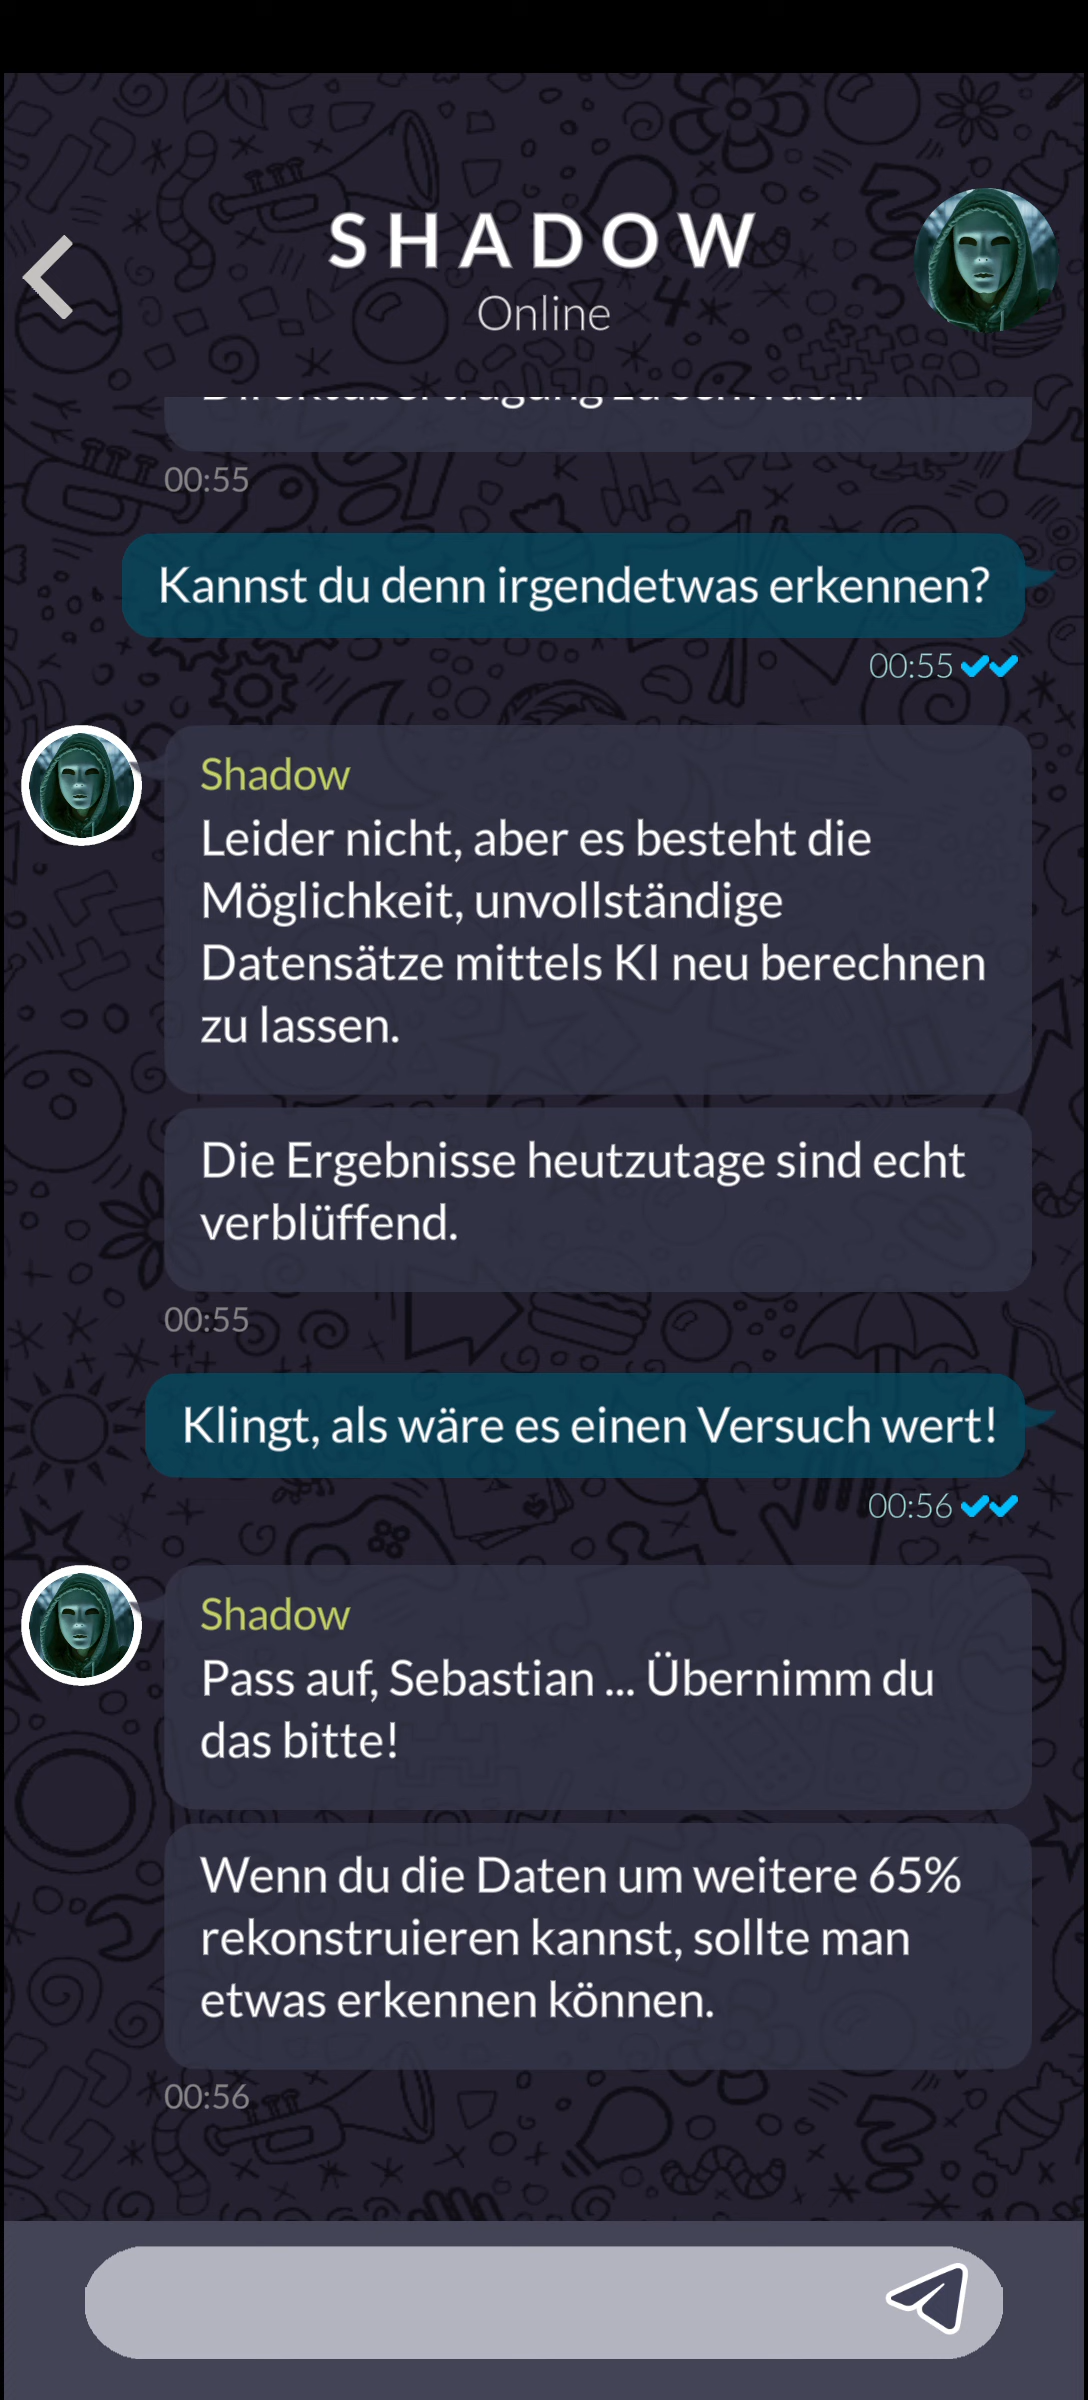 SHADOW
Online
00:55
Kannst du denn irgendetwas erkennen?
00:55
Shadow
Leider nicht, aber es besteht die
Möglichkeit, unvollständige
Datensätze mittels KI neu berechnen
zu lassen.
Die Ergebnisse heutzutage sind echt
verblüffend.
00:55
Klingt, als wäre es einen Versuch wert!
00:56
Shadow
Pass auf, Sebastian ... Übernimm du
das bitte!
Wenn du die Daten um weitere 65%
rekonstruieren kannst, sollte man
etwas erkennen können.
00:56